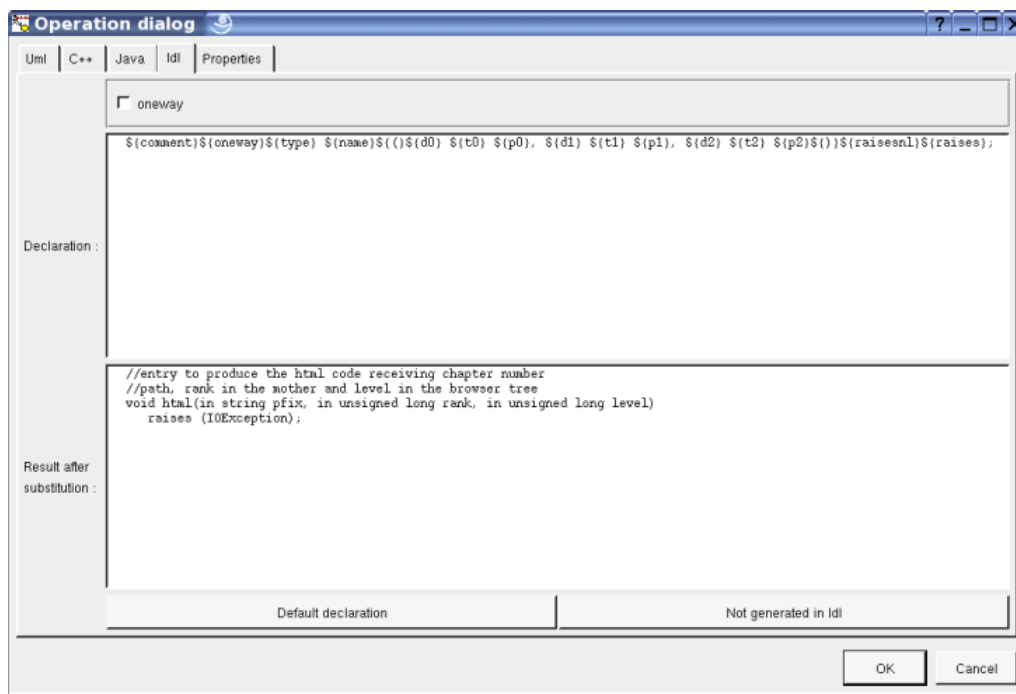 Operation dialog
Uml C++ Java Idl Properties
oneway
Declaration :
${comment}${oneway}${type} ${name}${(}${d0} ${t0} ${p0}, ${d1} ${t1} ${p1}, ${d2} ${t2} ${p2}${)}${raisesnl}${raises};
Result after
substitution :
//entry to produce the html code receiving chapter number
//path, rank in the mother and level in the browser tree
void html(in string pfix, in unsigned long rank, in unsigned long level)
raises (IOException);
Default declaration
Not generated in Idl
OK
Cancel